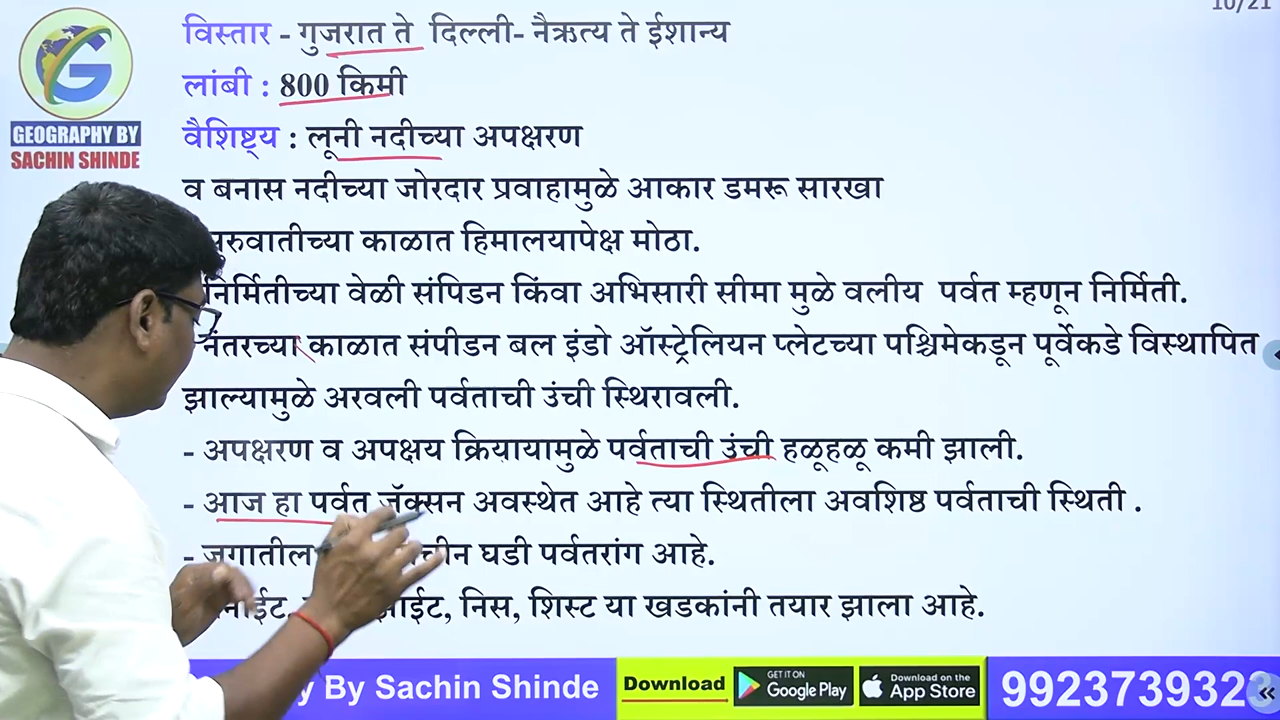 10/21
विस्तार - गुजरात ते दिल्ली- नैऋत्य ते ईशान्य
लांबी : 800 किमी
वैशिष्ट्य : लूनी नदीच्या अपक्षरण
व बनास नदीच्या जोरदार प्रवाहामुळे आकार डमरू सारखा
काळात हिमालयापेक्ष मोठा.
निर्मितीच्या वेळी संपिडन किंवा अभिसारी सीमा मुळे वलीय पर्वत म्हणून निर्मिती.
नंतरच्या काळात संपीडन बल इंडो ऑस्ट्रेलियन प्लेटच्या पश्चिमेकडून पूर्वेकडे विस्थापित
झाल्यामुळे अरवली पर्वताची उंची स्थिरावली.
- अपक्षरण व अपक्षय क्रियायामुळे पर्वताची उंची हळूहळू कमी झाली.
- आज हा पर्वत जॅक्सन अवस्थेत आहे त्या स्थितीला अवशिष्ठ पर्वताची स्थिती .
- जगातील घडी पर्वतरांग आहे.
निस, शिस्ट या खडकांनी तयार झाला आहे.
GEOGRAPHY BY
SACHIN SHINDE
By Sachin Shinde
Download
GET IT ON
Google Play
Download on the
App Store